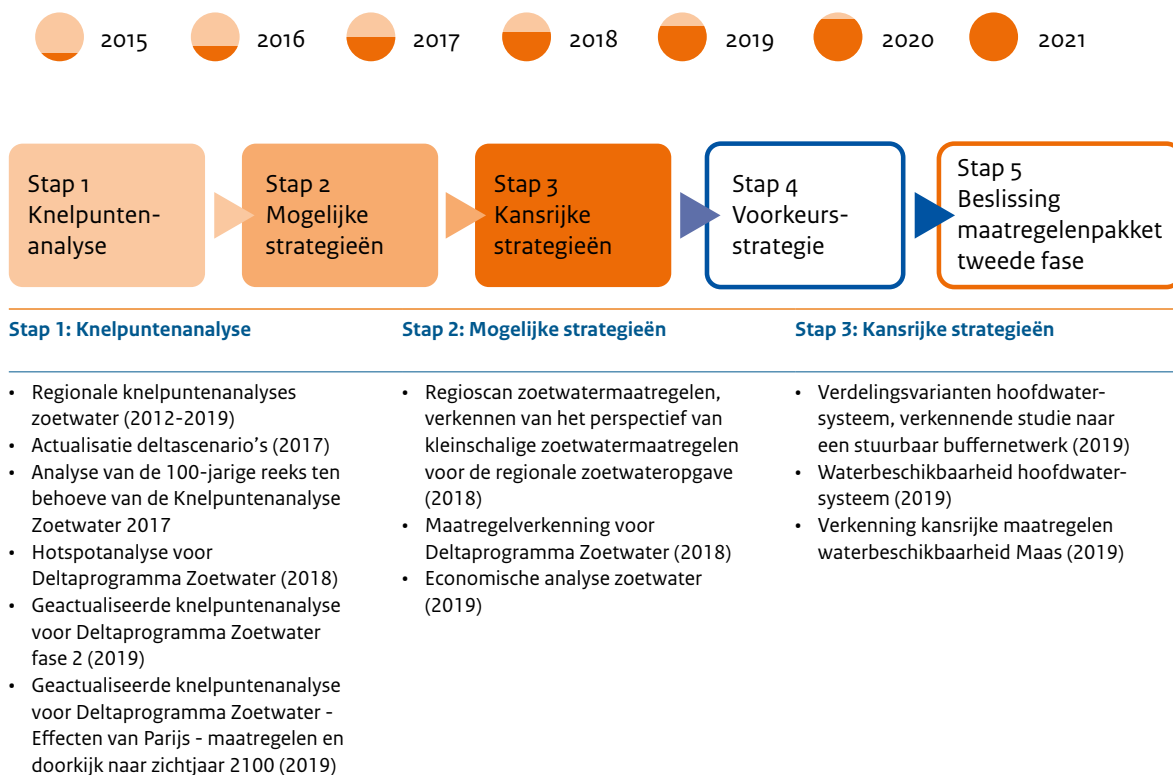 2015
2016
2017
2018
2019
2020
2021
Stap 1
Knelpunten-
analyse
Stap 2
Mogelijke
strategieën
Stap 3
Kansrijke
strategieën
Stap 4
Voorkeurs-
strategie
Stap 5
Beslissing
maatregelenpakket
tweede fase
Stap 1: Knelpuntenanalyse
• Regionale knelpuntenanalyses
zoetwater (2012-2019)
• Actualisatie deltascenario's (2017)
• Analyse van de 100-jarige reeks ten
behoeve van de Knelpuntenanalyse
Zoetwater 2017
• Hotspotanalyse voor
Deltaprogramma Zoetwater (2018)
• Geactualiseerde knelpuntenanalyse
voor Deltaprogramma Zoetwater
fase 2 (2019)
• Geactualiseerde knelpuntenanalyse
voor Deltaprogramma Zoetwater -
Effecten van Parijs - maatregelen en
doorkijk naar zichtjaar 2100 (2019)
Stap 2: Mogelijke strategieën
• Regioscan zoetwatermaatregelen,
verkennen van het perspectief van
kleinschalige zoetwatermaatregelen
voor de regionale zoetwateropgave
(2018)
• Maatregelverkenning voor
Deltaprogramma Zoetwater (2018)
• Economische analyse zoetwater
(2019)
Stap 3: Kansrijke strategieën
• Verdelingsvarianten hoofdwater-
systeem, verkennende studie naar
een stuurbaar buffernetwerk (2019)
• Waterbeschikbaarheid hoofdwater-
systeem (2019)
• Verkenning kansrijke maatregelen
waterbeschikbaarheid Maas (2019)